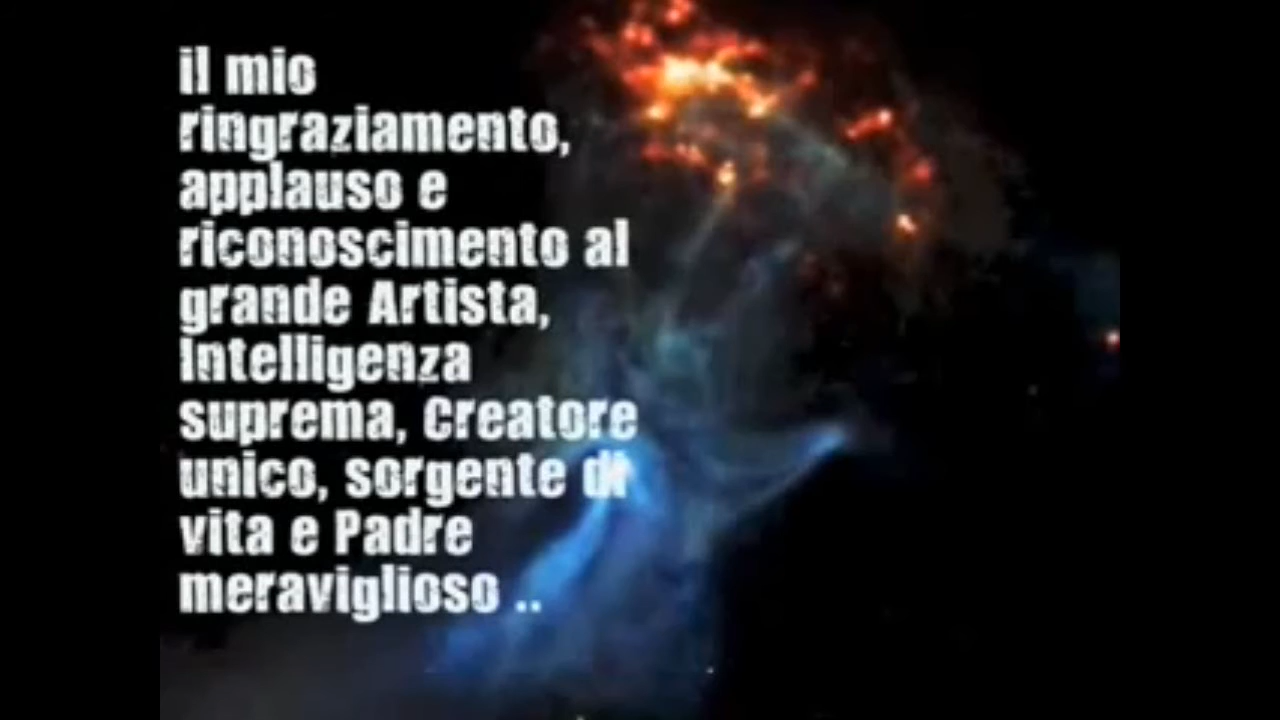 il mio
ringraziamento,
applauso e
riconoscimento al
grande Artista,
Intelligenza
suprema, Creatore
unico, sorgente di
vita e Padre
meraviglioso ..